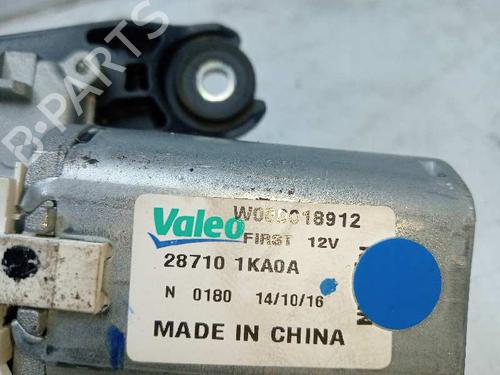 B-PARTS
Valeo W000018912
FIRST 12V
28710 1KA0A
N 0180 14/10/16
MADE IN CHINA